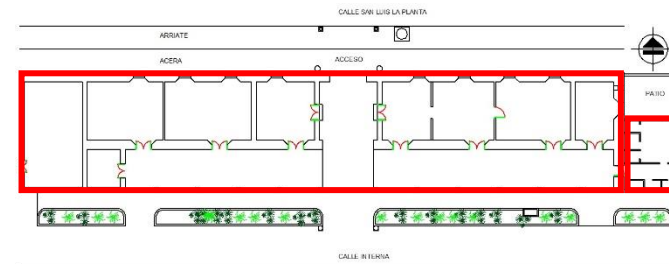 CALLE SAN LUIS LA PLANTA
ARRIATE
ACERA
ACCESO
PATIO
CALLE INTERNA